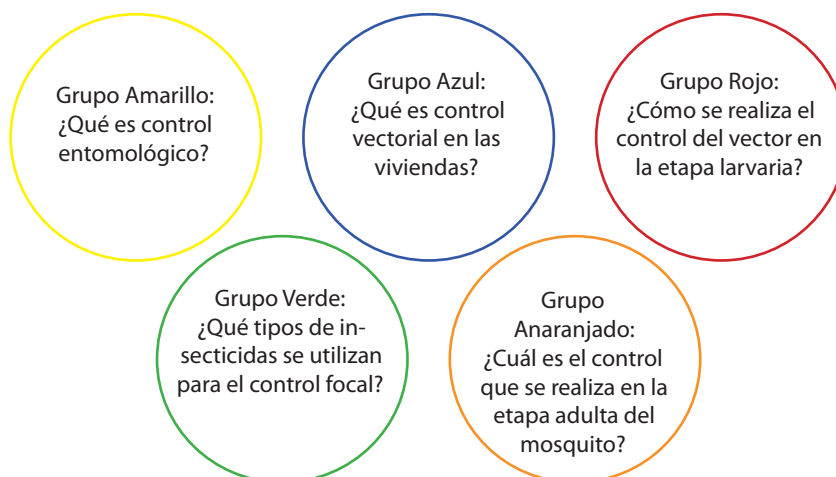 Grupo Amarillo:
¿Qué es control
entomológico?
Grupo Azul:
¿Qué es control
vectorial en las
viviendas?
Grupo Rojo:
¿Cómo se realiza el
control del vector en
la etapa larvaria?
Grupo Verde:
¿Qué tipos de in-
secticidas se utilizan
para el control focal?
Grupo
Anaranjado:
¿Cuál es el control
que se realiza en la
etapa adulta del
mosquito?